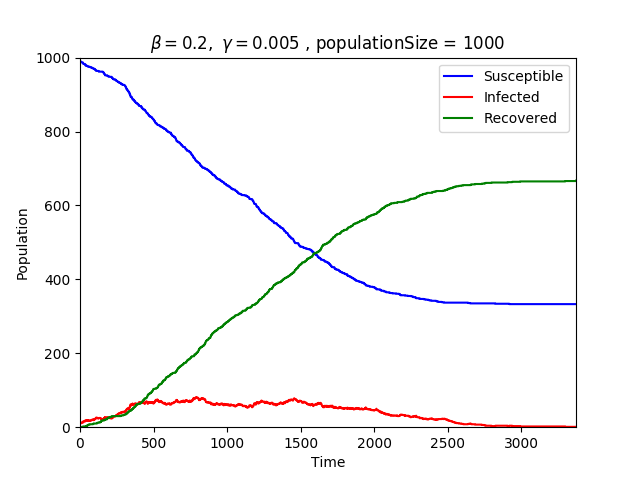 β = 0.2, γ = 0.005 , populationSize = 1000
1000
800
600
400
200
0
Population
Susceptible
Infected
Recovered
0 500 1000 1500 2000 2500 3000
Time